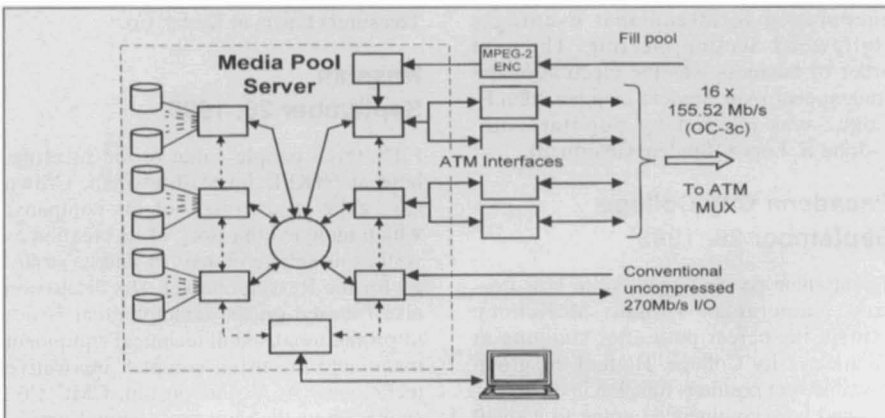 Fill pool
MPEG-2
ENC
Media Pool
Server
16 x
155.52 Mb/s
(OC-3c)
ATM Interfaces
To ATM
MUX
Conventional
uncompressed
270Mb/s I/O